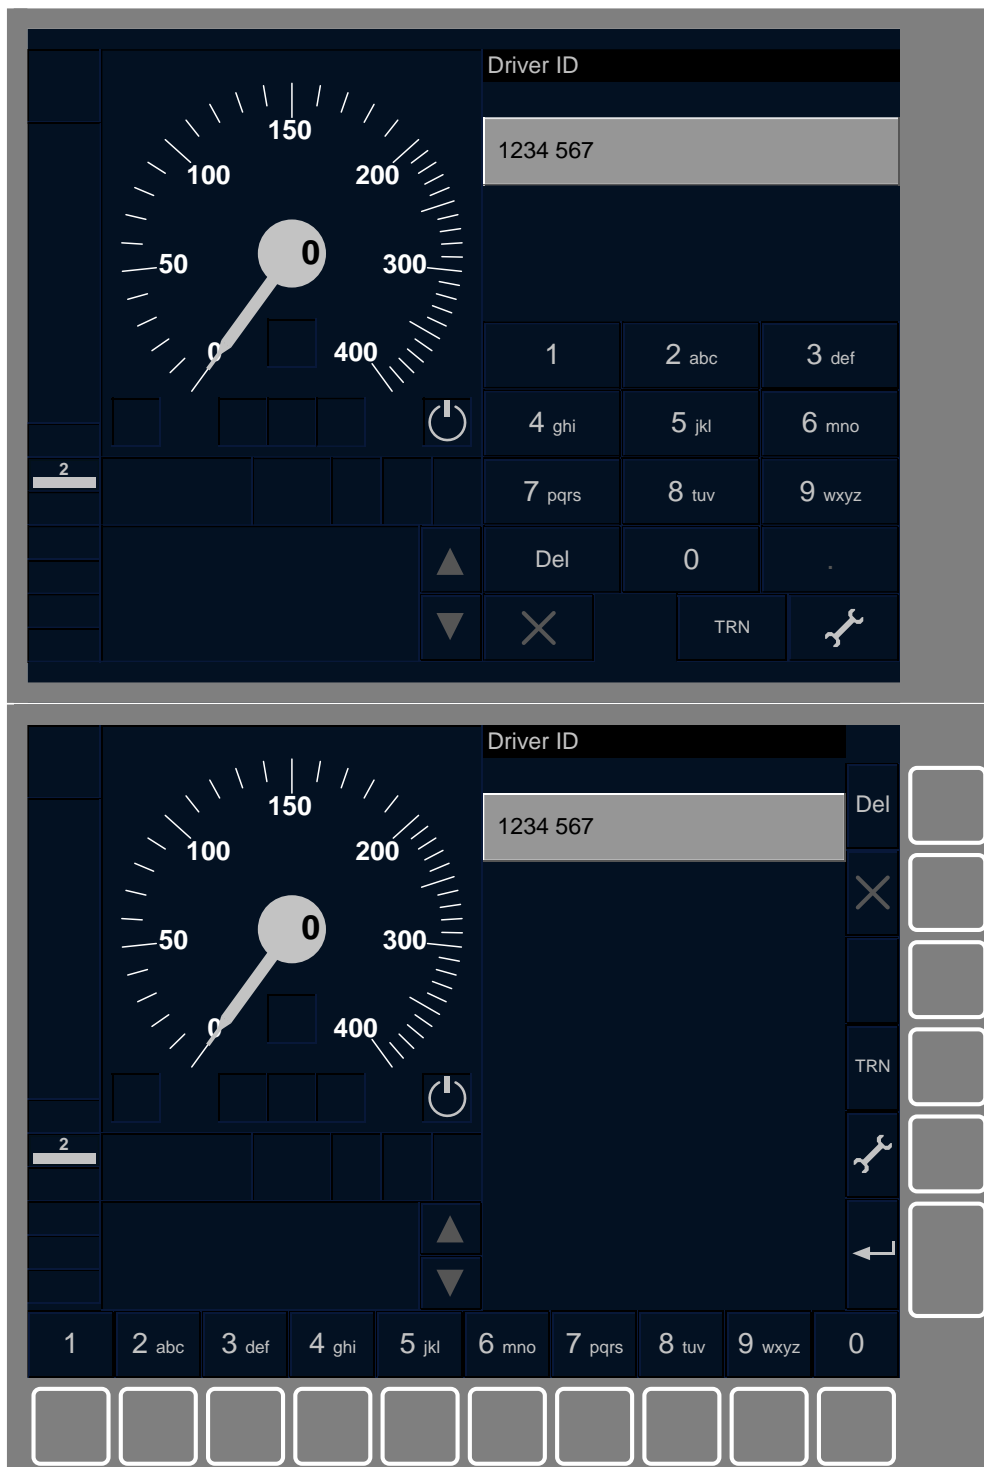 Driver ID
150
1234 567
100 200
0
50 300
0 400
1 2 abc 3 def
4 ghi 5 jkl 6 mno
2
7 pqrs 8 tuv 9 wxyz
Del 0 .
TRN
Driver ID
150
Del
1234 567
100 200
0
50 300
0 400
TRN
2
1 2 abc 3 def 4 ghi 5 jkl 6 mno 7 pqrs 8 tuv 9 wxyz 0